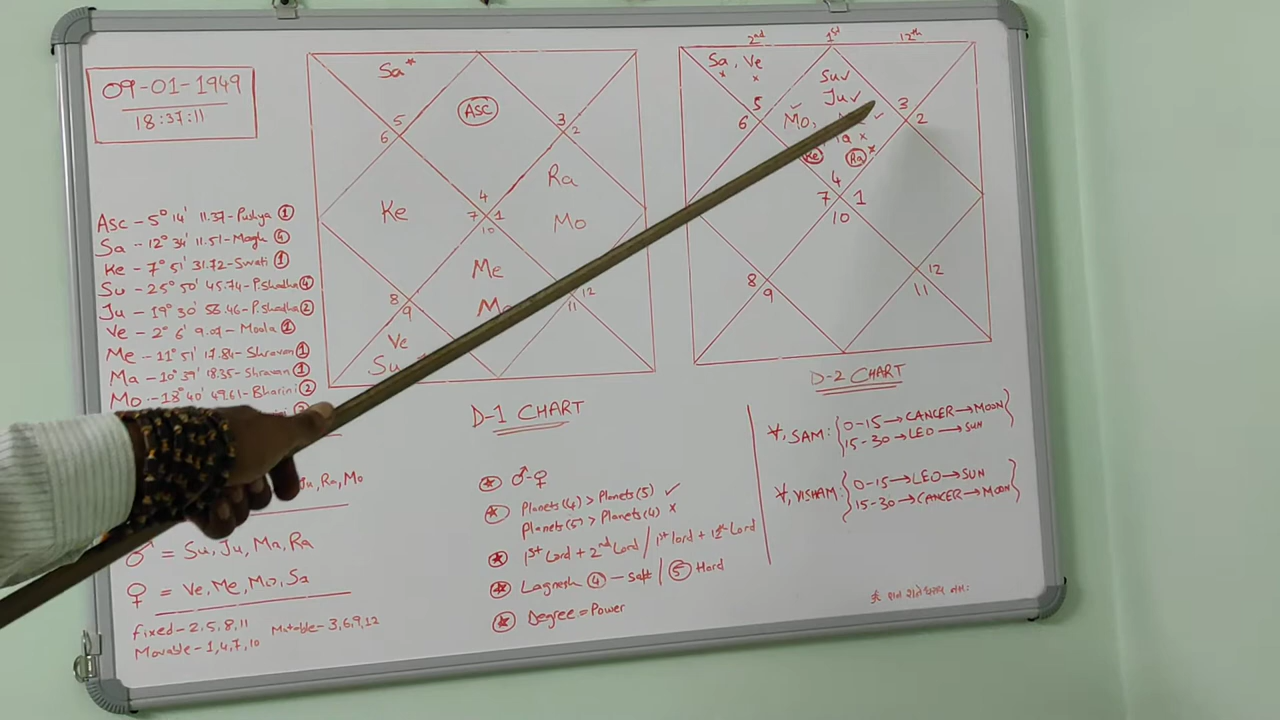 09-01-1949
18:37:11
Asc - 5° 14' 11.37 - Pushya ①
Sa - 12° 34' 11.51 - Magh ④
Ke - 7° 51' 31.72 - Swati ①
Su - 25° 50' 45.74 - P.Shadha ④
Ju - 19° 30' 58.46 - P.Shadha ②
Ve - 2° 6' 9.07 - Moola ①
Me - 11° 51' 17.84 - Shravan ①
Ma - 10° 39' 18.35 - Shravan ①
Mo - 18° 40' 49.61 - Bharini ②
Ju, Ra, Mo
♂ = Su, Ju, Ma, Ra
♀ = Ve, Me, Mo, Sa
Fixed - 2, 5, 8, 11
Mutable - 3, 6, 9, 12
Movable - 1, 4, 7, 10
Sa*
Asc
5
6
3
2
Ra
Ke
4
7 1
10
Mo
Me
8
9
12
11
Ve
Su
D-1 CHART
2nd 1st 12th
Sa, Ve
x x
Su✓
Ju✓
Mo,
5
6
3
2
Ke Ra
4
7 1
10
8
9
12
11
D-2 CHART
♂-♀
Planets(4) > Planets(5) ✓
Planets(5) > Planets(4) x
1st Lord + 2nd Lord / 1st lord + 12th Lord
Lagnesh ④ - Soft / ⑤ Hard
Degree = Power
∀, SAM: 0-15 → CANCER → MOON
15-30 → LEO → SUN
∀, VISHAM: 0-15 → LEO → SUN
15-30 → CANCER → MOON